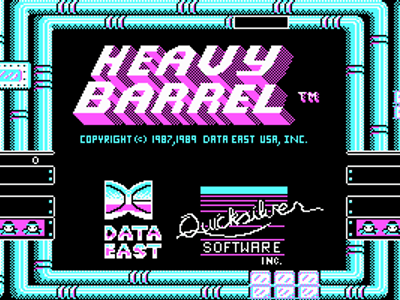 HEAVY
BARREL TM
COPYRIGHT(C) 1987,1989 DATA EAST USA, INC.
0
DATA
EAST
Quicksilver
SOFTWARE
INC.